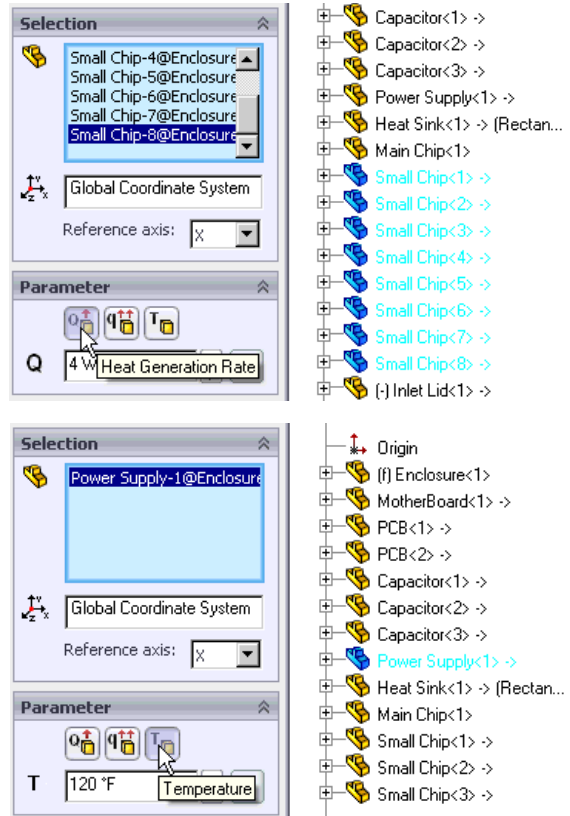 Selection
Small Chip-4@Enclosure
Small Chip-5@Enclosure
Small Chip-6@Enclosure
Small Chip-7@Enclosure
Small Chip-8@Enclosure
Global Coordinate System
Reference axis: X
Parameter
Q q T
Q 4 W Heat Generation Rate
Capacitor<1> ->
Capacitor<2> ->
Capacitor<3> ->
Power Supply<1> ->
Heat Sink<1> -> (Rectan...
Main Chip<1>
Small Chip<1> ->
Small Chip<2> ->
Small Chip<3> ->
Small Chip<4> ->
Small Chip<5> ->
Small Chip<6> ->
Small Chip<7> ->
Small Chip<8> ->
(-) Inlet Lid<1> ->
Selection
Power Supply-1@Enclosure
Global Coordinate System
Reference axis: X
Parameter
Q q T
T 120 °F Temperature
Origin
(f) Enclosure<1>
MotherBoard<1> ->
PCB<1> ->
PCB<2> ->
Capacitor<1> ->
Capacitor<2> ->
Capacitor<3> ->
Power Supply<1> ->
Heat Sink<1> -> (Rectan...
Main Chip<1>
Small Chip<1> ->
Small Chip<2> ->
Small Chip<3> ->